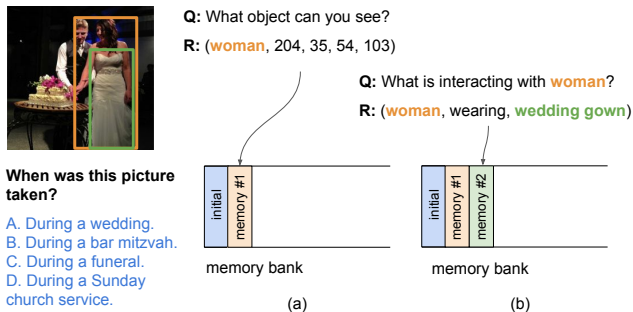 Q: What object can you see?
R: (woman, 204, 35, 54, 103)
Q: What is interacting with woman?
R: (woman, wearing, wedding gown)
When was this picture
taken?
A. During a wedding.
B. During a bar mitzvah.
C. During a funeral.
D. During a Sunday
church service.
initial
memory #1
memory bank
(a)
initial
memory #1
memory #2
memory bank
(b)